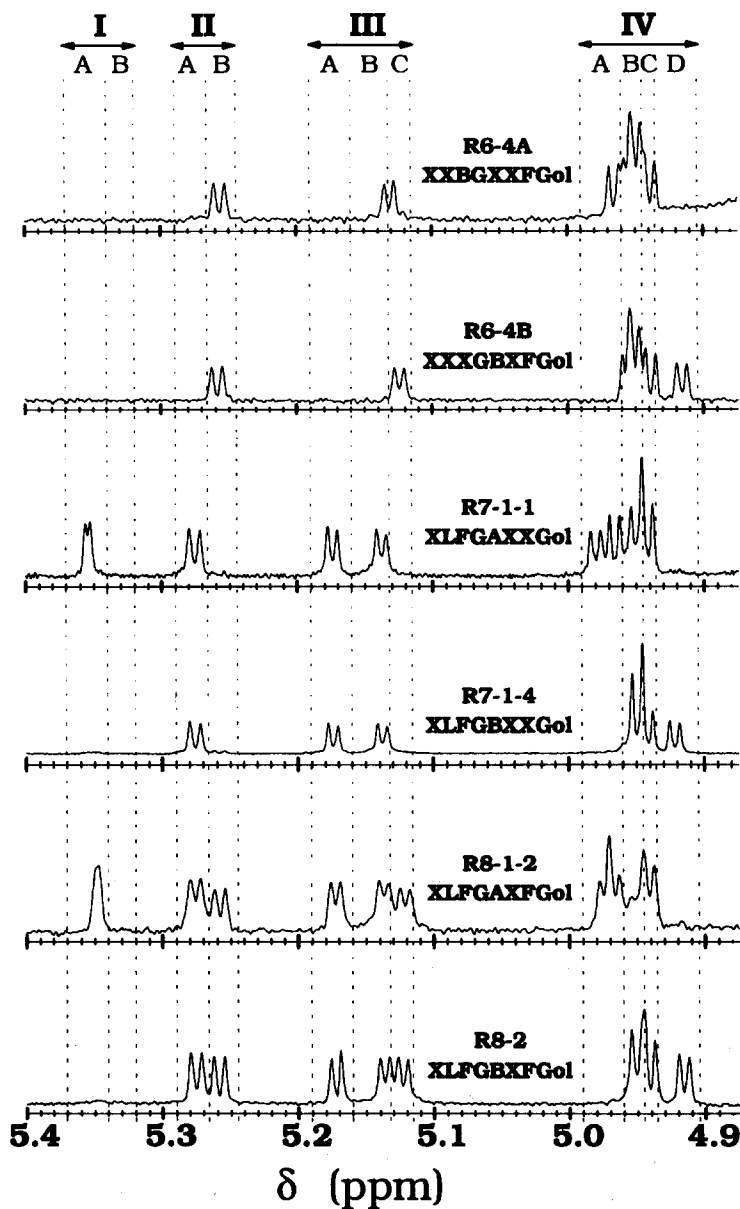 I II III IV
A B A B A B C A B C D
R6-4A
XXBGXXFGol
R6-4B
XXXGBXFGol
R7-1-1
XLFGAXXGol
R7-1-4
XLFGBXXGol
R8-1-2
XLFGAXFGol
R8-2
XLFGBXFGol
5.4 5.3 5.2 5.1 5.0 4.9
δ (ppm)